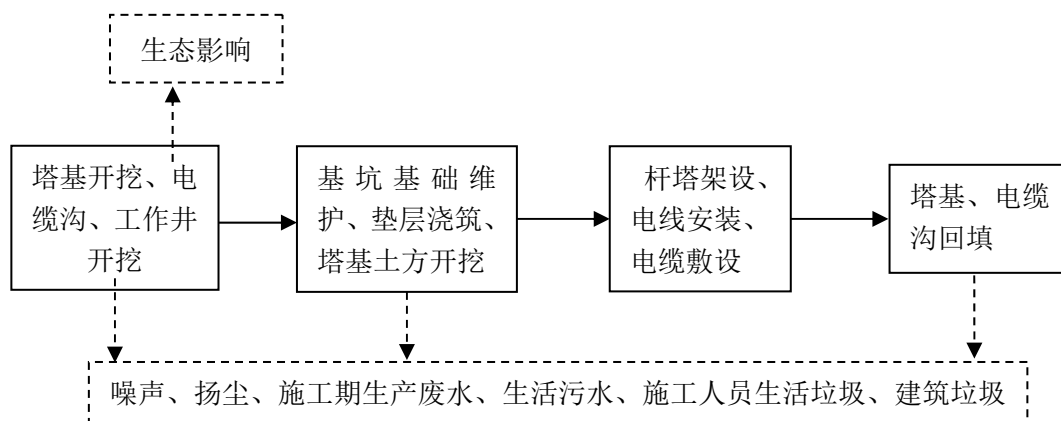 生态影响
塔基开挖、电
缆沟、工作井
开挖
基坑基础维
护、垫层浇筑、
塔基土方开挖
杆塔架设、
电线安装、
电缆敷设
塔基、电缆
沟回填
噪声、扬尘、施工期生产废水、生活污水、施工人员生活垃圾、建筑垃圾